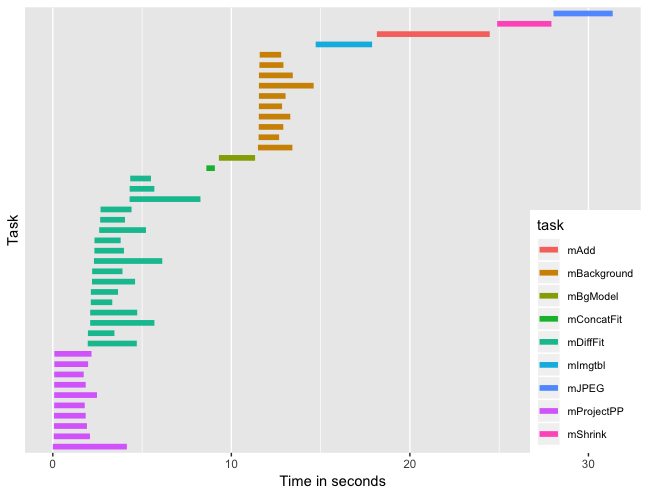 Task
task
mAdd
mBackground
mBgModel
mConcatFit
mDiffFit
mImgtbl
mJPEG
mProjectPP
mShrink
0 10 20 30
Time in seconds